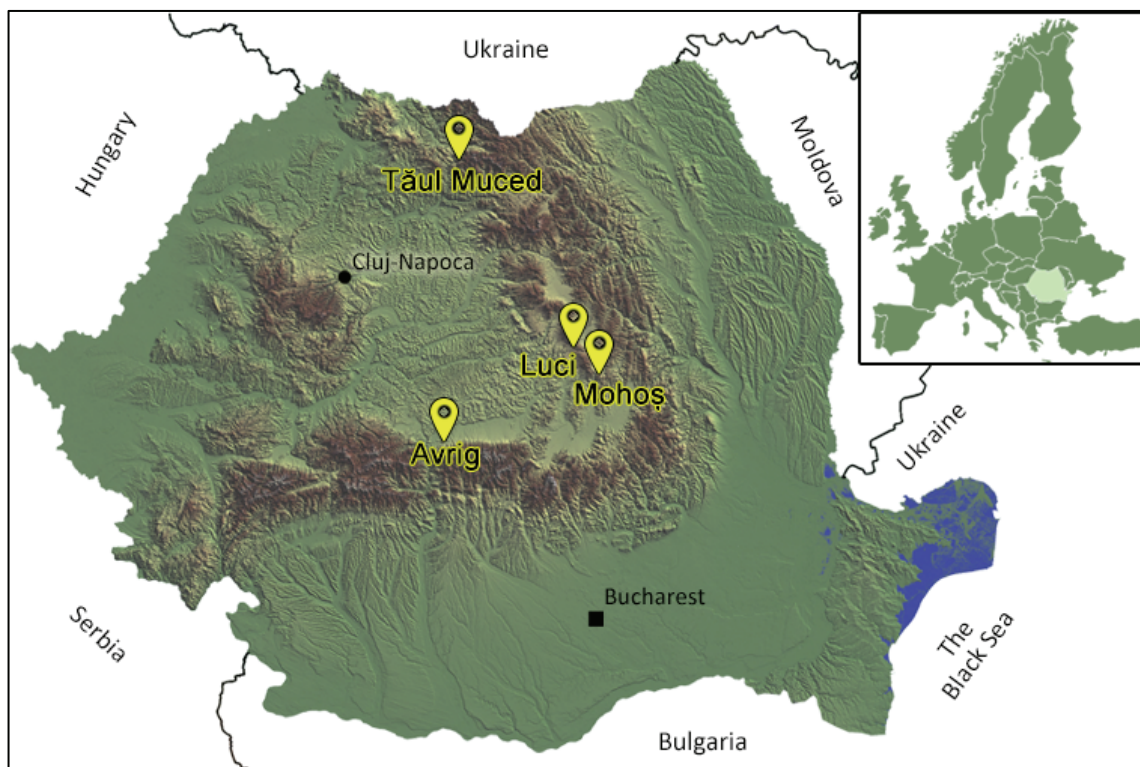 Ukraine
Hungary
Moldova
Tăul Muced
Cluj-Napoca
Luci
Mohoș
Avrig
Ukraine
Bucharest
Serbia
The
Black Sea
Bulgaria